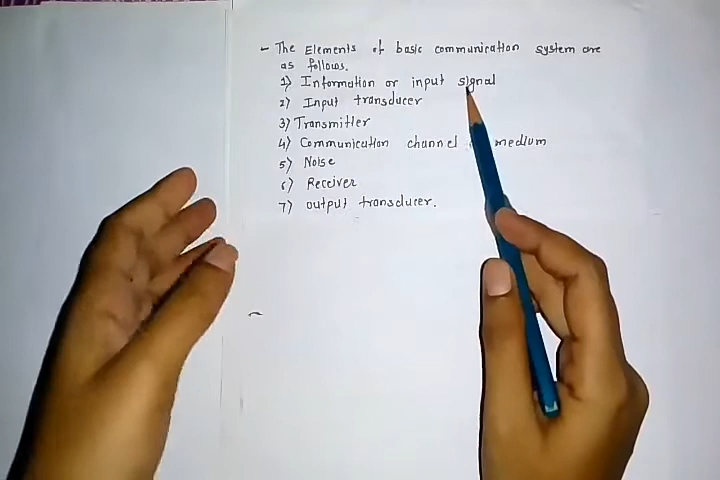 – The Elements of basic communication system are
as follows.
1) Information or input signal
2) Input transducer
3) Transmitter
4) Communication channel medium
5) Noise
6) Receiver
7) output transducer.